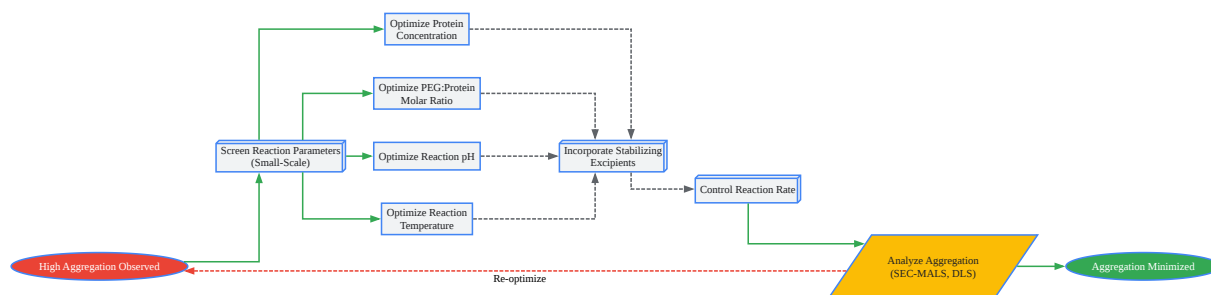 Optimize Protein
Concentration
Optimize PEG:Protein
Molar Ratio
Screen Reaction Parameters
(Small-Scale)
Optimize Reaction pH
Incorporate Stabilizing
Excipients
Control Reaction Rate
Optimize Reaction
Temperature
High Aggregation Observed
Re-optimize
Analyze Aggregation
(SEC-MALS, DLS)
Aggregation Minimized